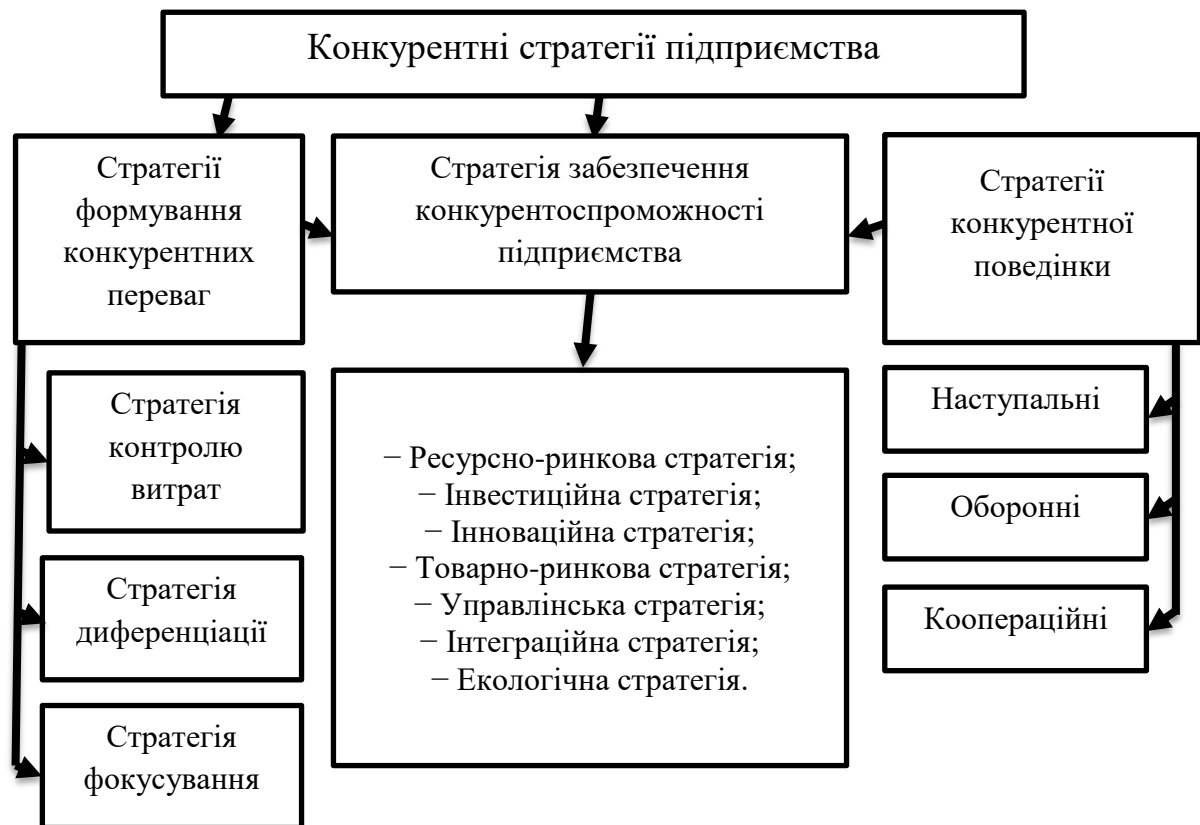 Конкурентні стратегії підприємства
Стратегії
формування
конкурентних
переваг
Стратегія забезпечення
конкурентоспроможності
підприємства
Стратегії
конкурентної
поведінки
Стратегія
контролю
витрат
Стратегія
диференціації
Стратегія
фокусування
− Ресурсно-ринкова стратегія;
− Інвестиційна стратегія;
− Інноваційна стратегія;
− Товарно-ринкова стратегія;
− Управлінська стратегія;
− Інтеграційна стратегія;
− Екологічна стратегія.
Наступальні
Оборонні
Коопераційні